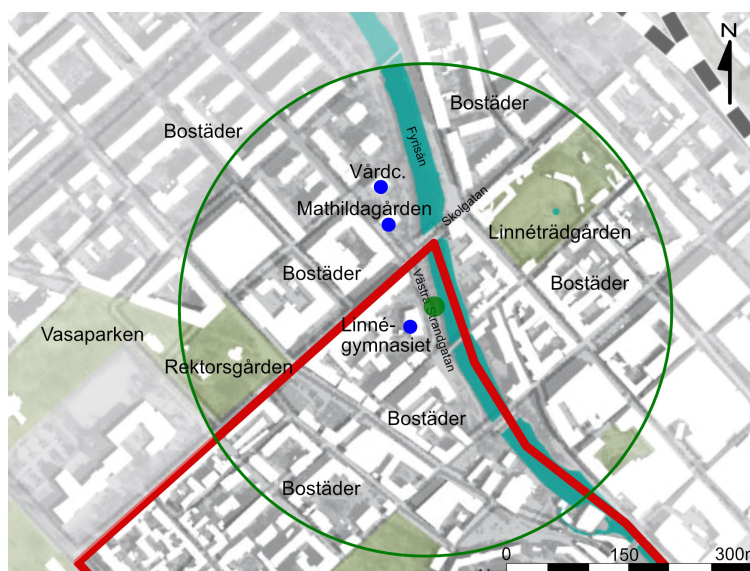 N
Bostäder
Bostäder
Fyrisån
Vårdc.
Mathildagården
Skolgatan
Linnéträdgården
Bostäder
Bostäder
Västra Strandgatan
Vasaparken
Linné-
gymnasiet
Rektorsgården
Bostäder
Bostäder
0 150 300m